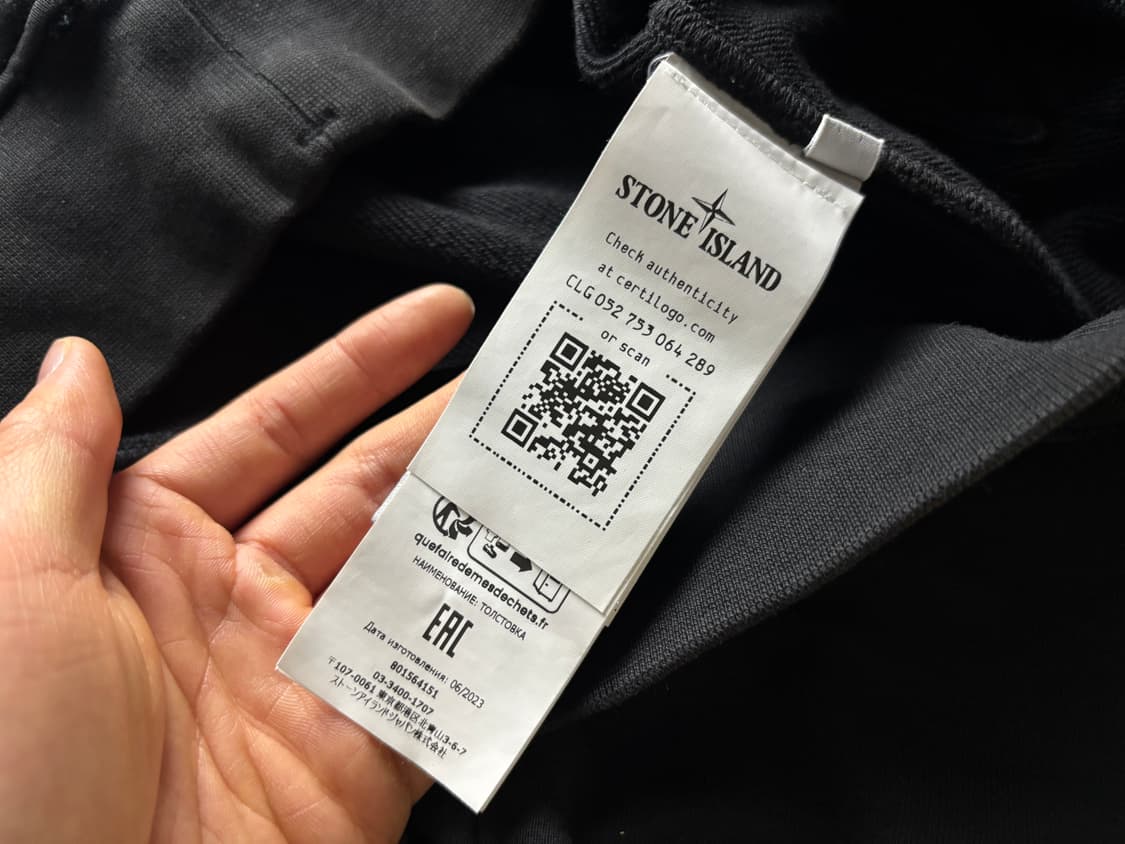 STONE ISLAND
Check authenticity
at certilogo.com
CLG 052 753 064 289
or scan
quefairedemesdechets.fr
НАИМЕНОВАНИЕ: ТОЛСТОВКА
EAC
Дата изготовления: 06/2023
801564151
03-3400-1707
〒107-0061 東京都港区北青山3-6-7
ストーンアイランドジャパン株式会社